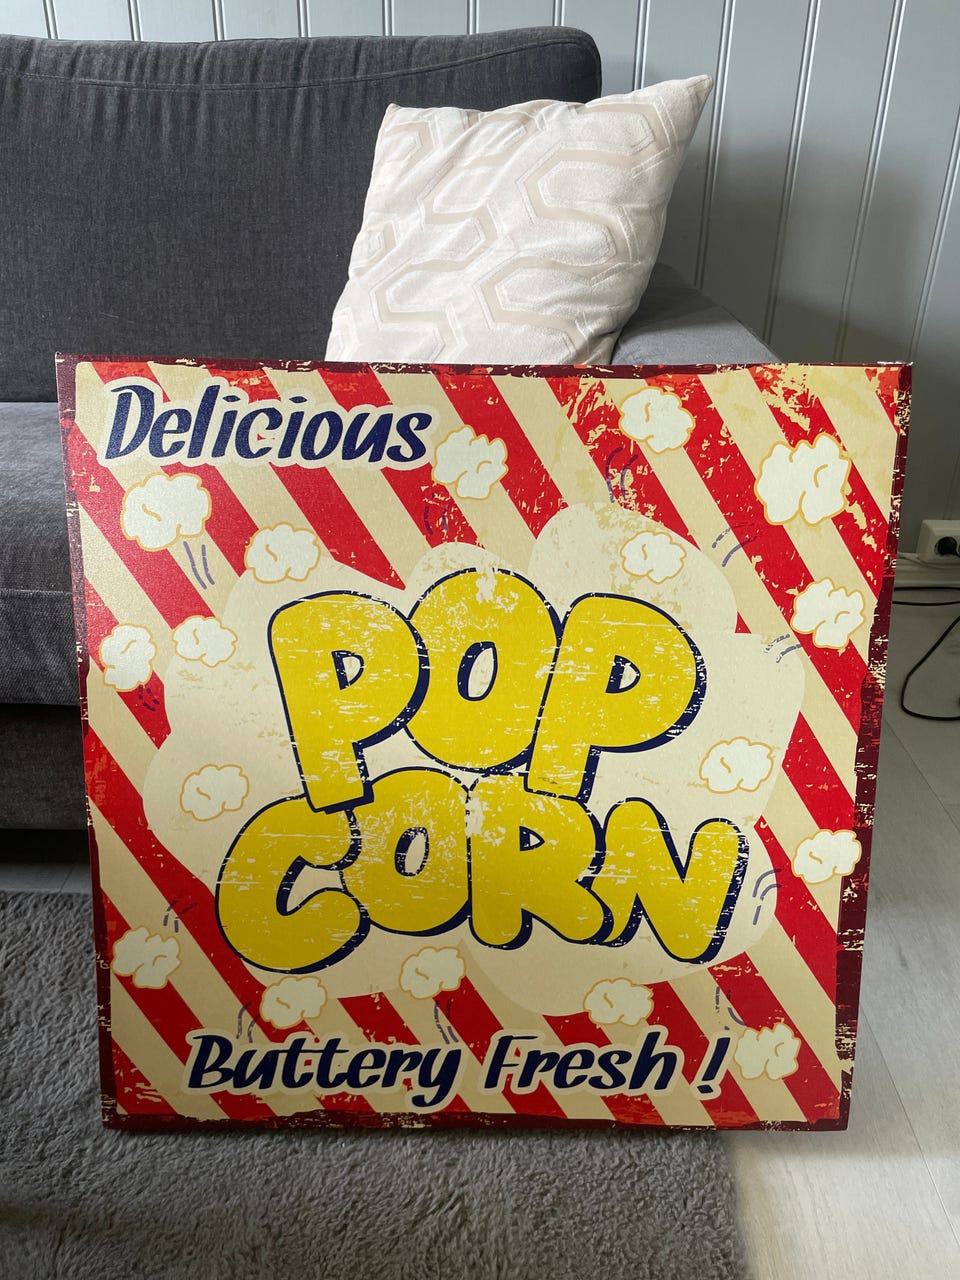 Delicious
POP
CORN
Buttery Fresh !